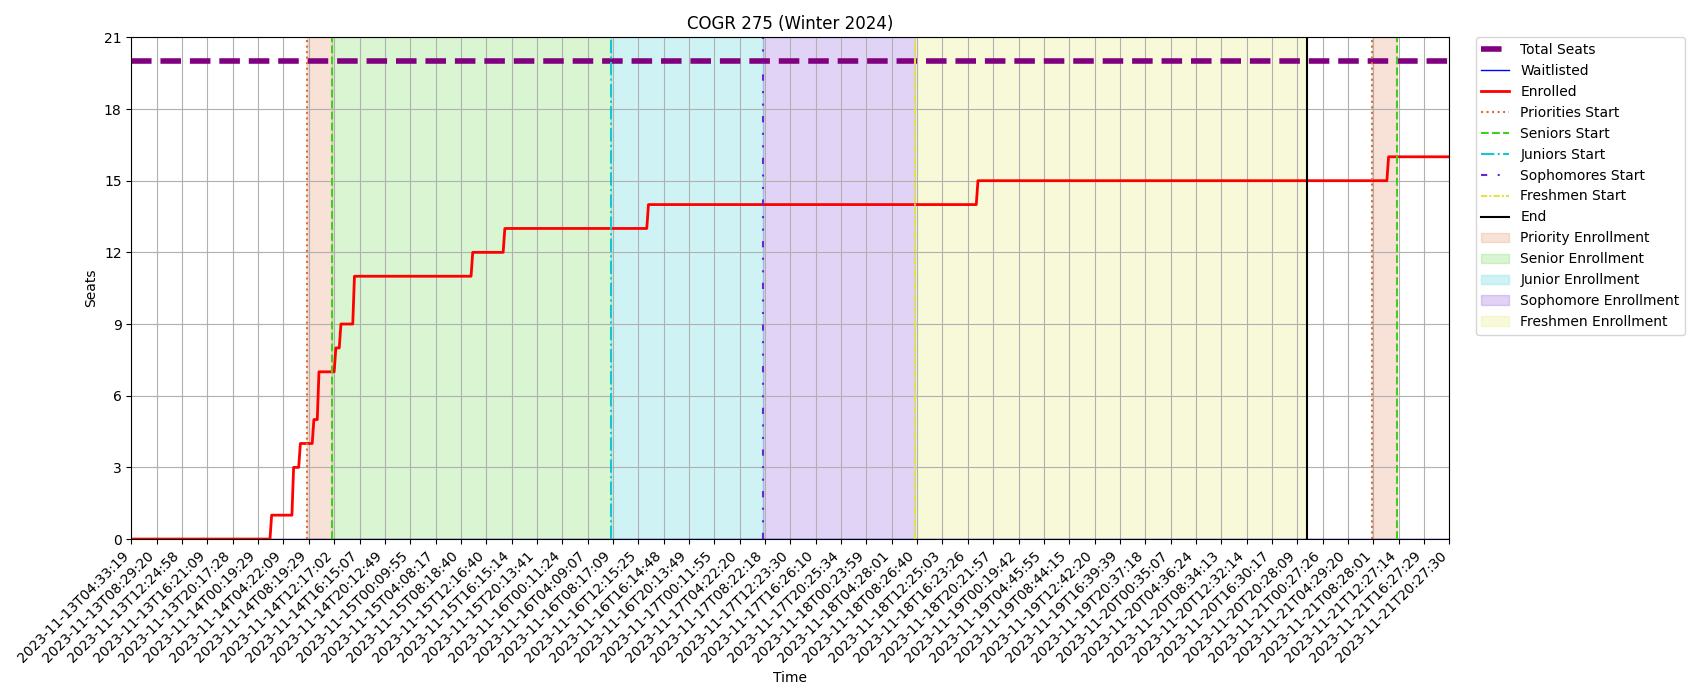 COGR 275 (Winter 2024)
21
18
15
12
9
6
3
0
Seats
2023-11-13T04:33:19
2023-11-13T08:29:20
2023-11-13T12:24:58
2023-11-13T16:21:09
2023-11-13T20:17:28
2023-11-14T00:19:29
2023-11-14T04:22:09
2023-11-14T08:19:29
2023-11-14T12:17:02
2023-11-14T16:15:07
2023-11-14T20:12:49
2023-11-15T00:09:55
2023-11-15T04:08:17
2023-11-15T08:18:40
2023-11-15T12:16:40
2023-11-15T16:15:14
2023-11-15T20:13:41
2023-11-16T00:11:24
2023-11-16T04:09:07
2023-11-16T08:17:09
2023-11-16T12:15:25
2023-11-16T16:14:48
2023-11-16T20:13:49
2023-11-17T00:11:55
2023-11-17T04:22:20
2023-11-17T08:22:18
2023-11-17T12:23:30
2023-11-17T16:26:10
2023-11-17T20:25:34
2023-11-18T00:23:59
2023-11-18T04:28:01
2023-11-18T08:26:40
2023-11-18T12:25:03
2023-11-18T16:23:26
2023-11-18T20:21:57
2023-11-19T00:19:42
2023-11-19T04:45:55
2023-11-19T08:44:15
2023-11-19T12:42:20
2023-11-19T16:39:39
2023-11-19T20:37:18
2023-11-20T00:35:07
2023-11-20T04:36:24
2023-11-20T08:34:13
2023-11-20T12:32:14
2023-11-20T16:30:17
2023-11-20T20:28:09
2023-11-21T00:27:26
2023-11-21T04:29:20
2023-11-21T08:28:01
2023-11-21T12:27:14
2023-11-21T16:27:29
2023-11-21T20:27:30
Time
Total Seats
Waitlisted
Enrolled
Priorities Start
Seniors Start
Juniors Start
Sophomores Start
Freshmen Start
End
Priority Enrollment
Senior Enrollment
Junior Enrollment
Sophomore Enrollment
Freshmen Enrollment